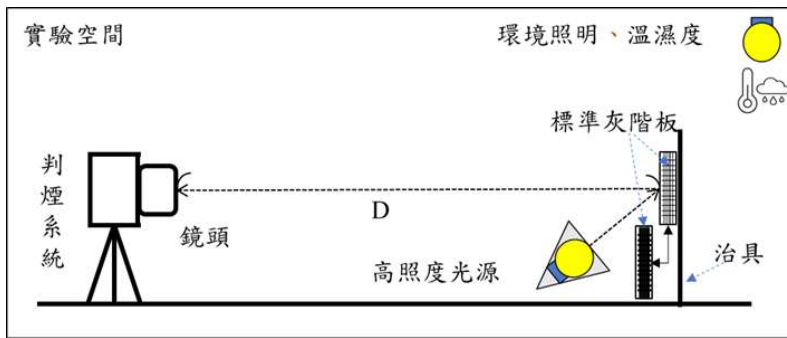 實驗空間
環境照明、溫濕度
標準灰階板
判煙系統
鏡頭
D
高照度光源
治具